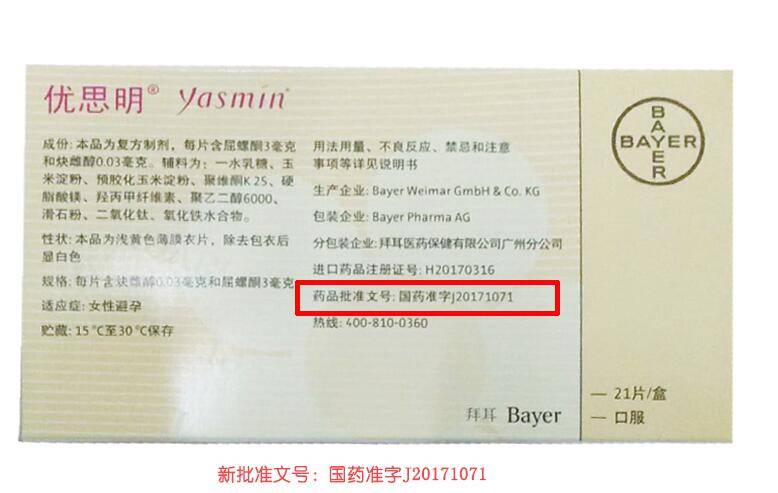 优思明® Yasmin®
成份: 本品为复方制剂，每片含屈螺酮3毫克
和炔雌醇0.03毫克。辅料为：一水乳糖、玉
米淀粉、预胶化玉米淀粉、聚维酮K 25、硬
脂酸镁、羟丙甲纤维素、聚乙二醇6000、
滑石粉、二氧化钛、氧化铁水合物。
性状: 本品为浅黄色薄膜衣片，除去包衣后
显白色
规格: 每片含炔雌醇0.03毫克和屈螺酮3毫克
适应症: 女性避孕
贮藏: 15 °C至30 °C保存
用法用量、不良反应、禁忌和注意
事项等详见说明书
生产企业: Bayer Weimar GmbH & Co. KG
包装企业: Bayer Pharma AG
分包装企业: 拜耳医药保健有限公司广州分公司
进口药品注册证号: H20170316
药品批准文号: 国药准字J20171071
热线: 400-810-0360
拜耳 Bayer
BAYER
BAYER
— 21片/盒
— 口服
新批准文号: 国药准字J20171071